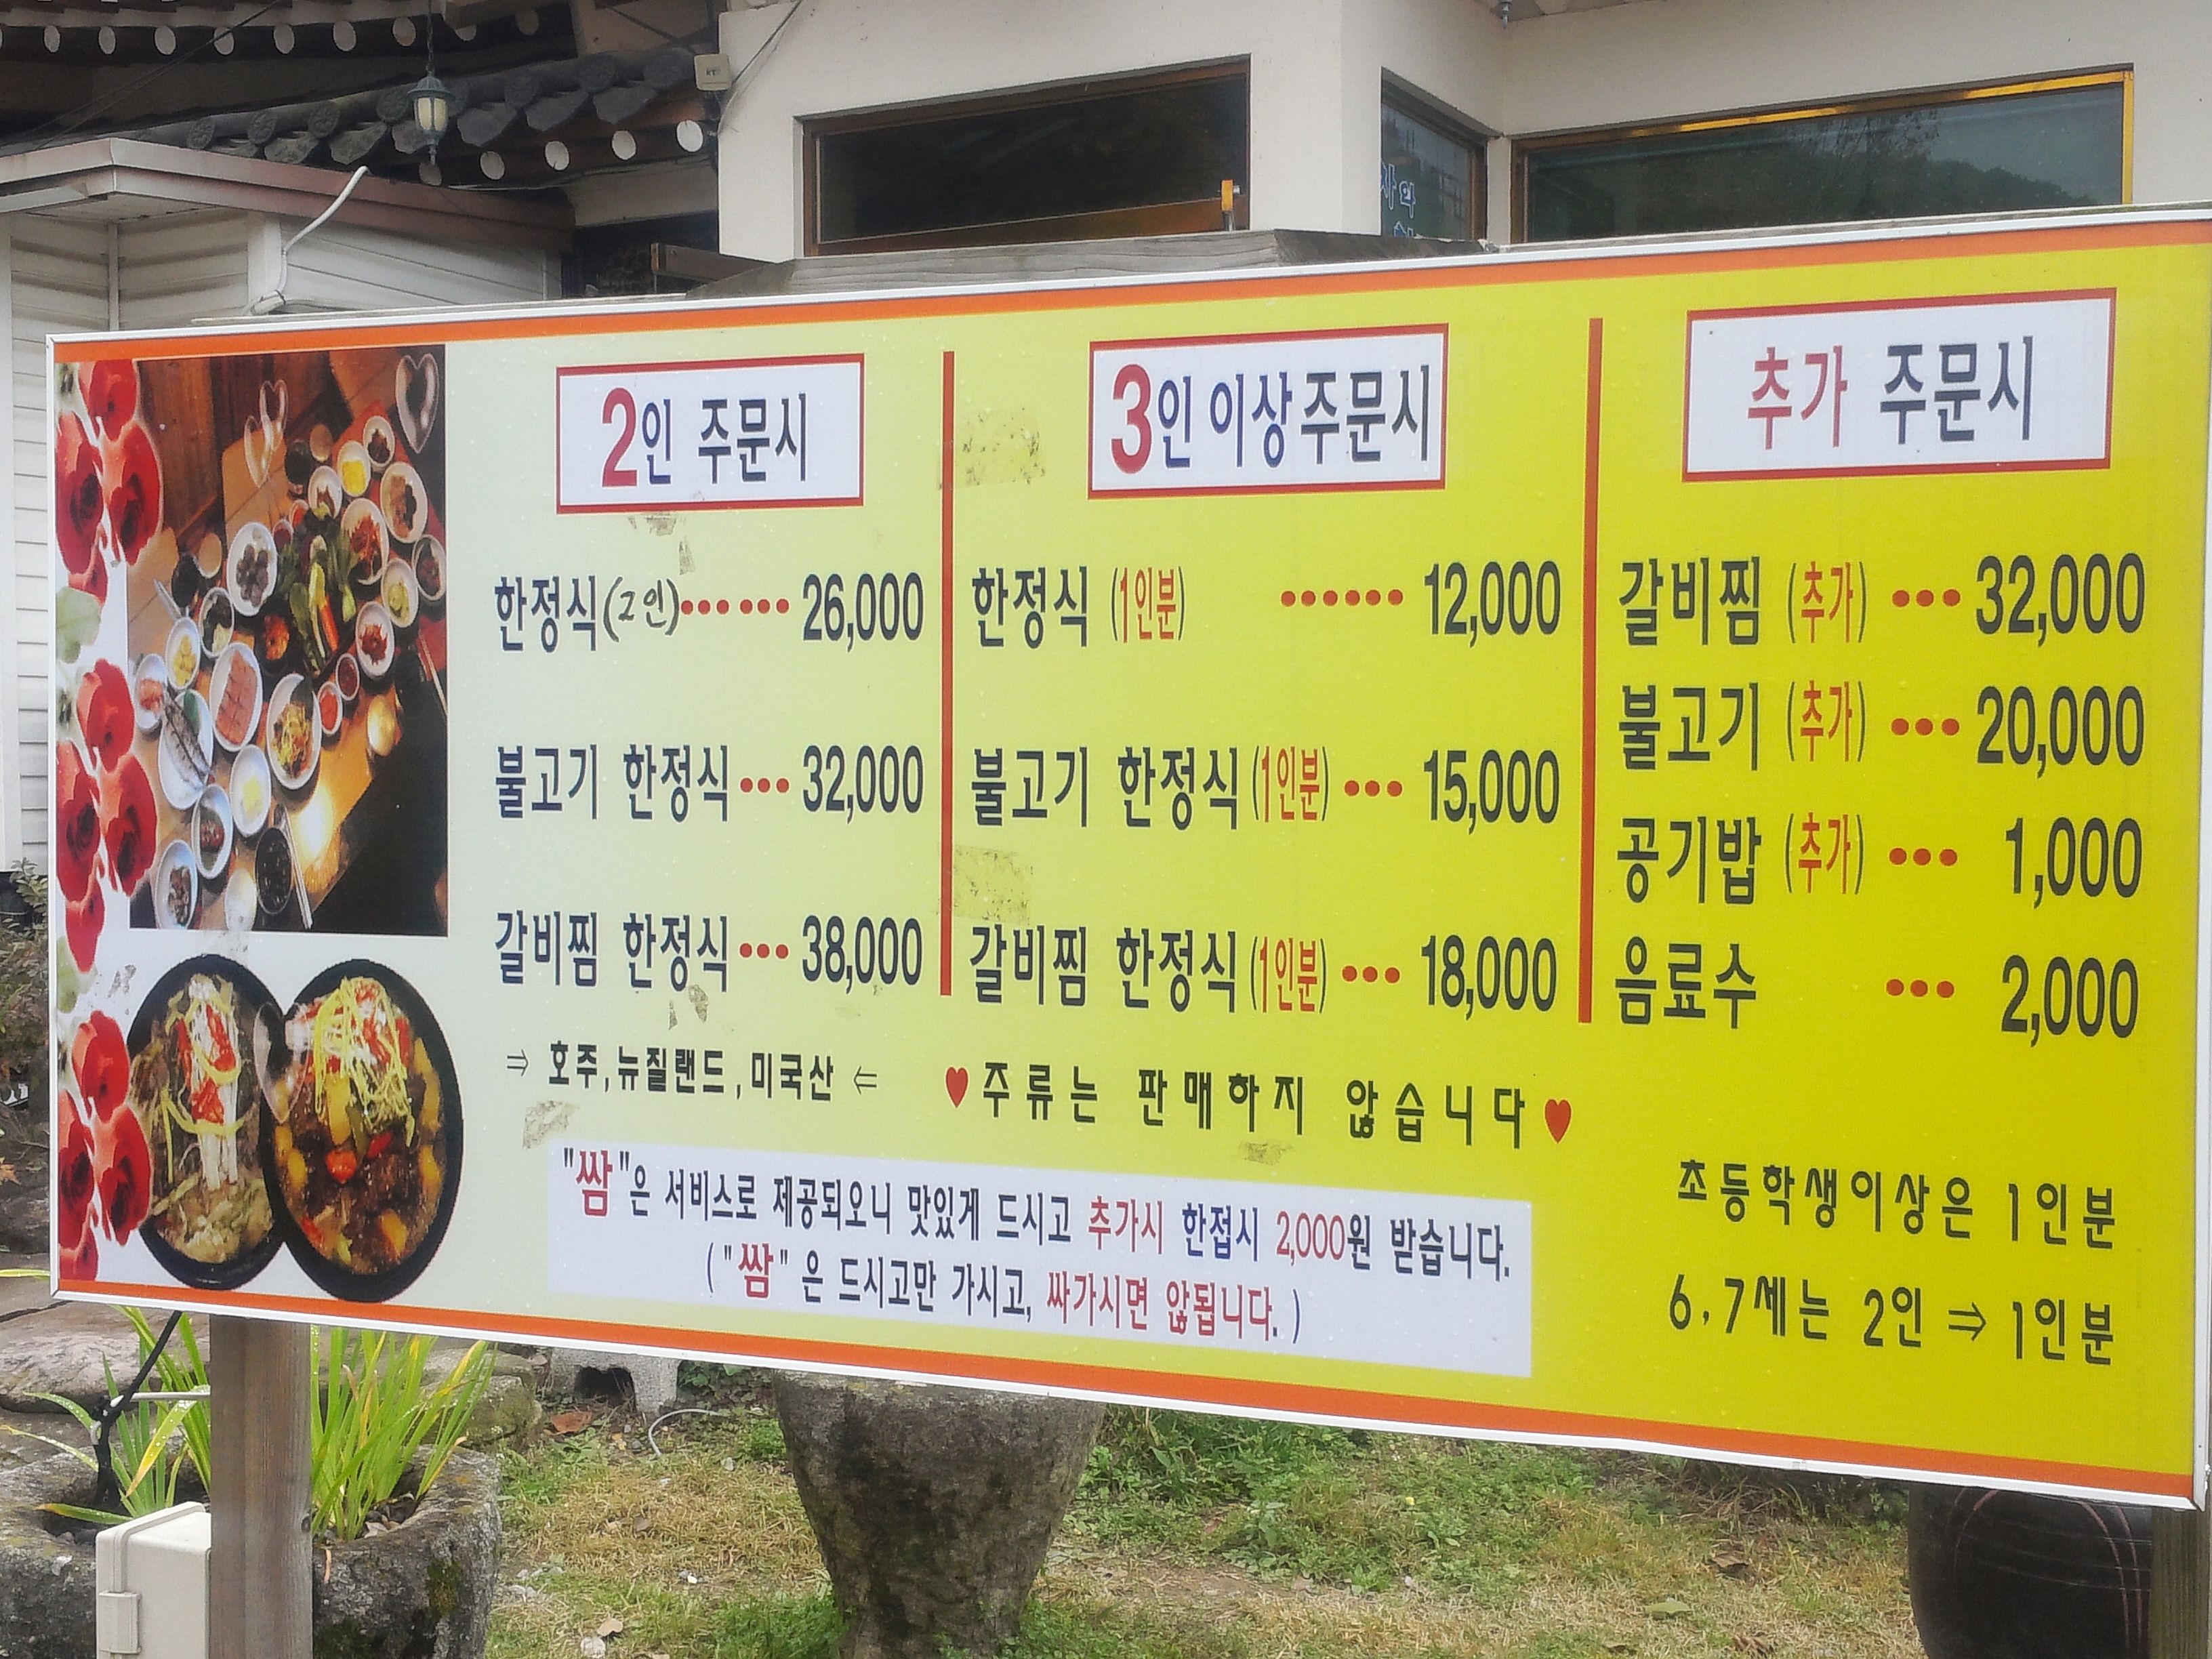 2인 주문시
한정식(2인)...... 26,000
불고기 한정식... 32,000
갈비찜 한정식... 38,000
⇒ 호주, 뉴질랜드, 미국산 ⇐
3인 이상주문시
한정식 (1인분) ...... 12,000
불고기 한정식 (1인분) ... 15,000
갈비찜 한정식 (1인분) ... 18,000
♥ 주류는 판매하지 않습니다 ♥
추가 주문시
갈비찜 (추가) ... 32,000
불고기 (추가) ... 20,000
공기밥 (추가) ... 1,000
음료수 ... 2,000
초등학생이상은 1인분
6,7세는 2인 ⇒ 1인분
"쌈"은 서비스로 제공되오니 맛있게 드시고 추가시 한접시 2,000원 받습니다.
("쌈"은 드시고만 가시고, 싸가시면 않됩니다.)